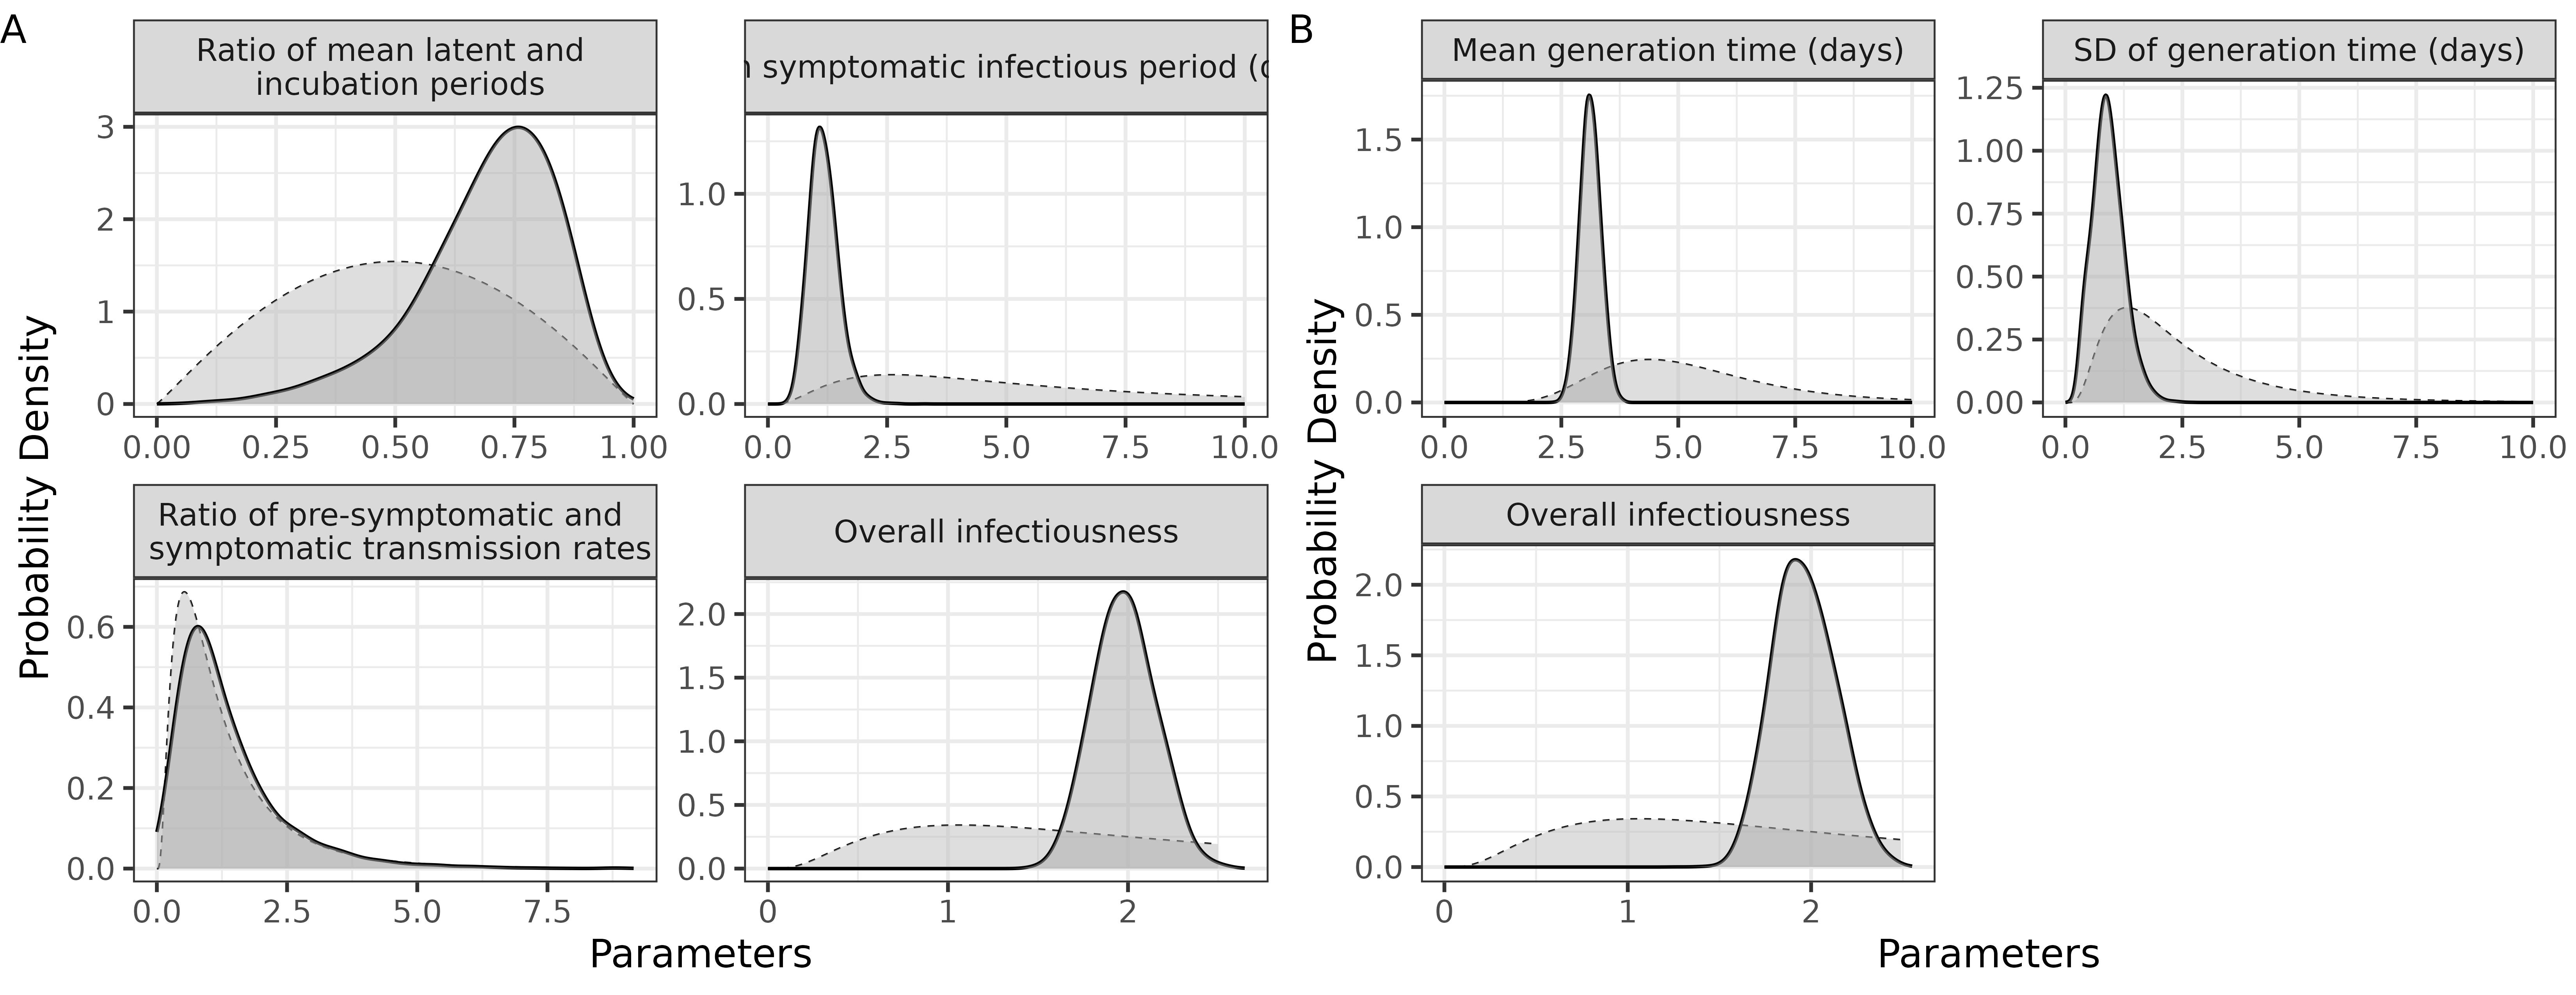 A
Ratio of mean latent and
incubation periods
symptomatic infectious period
3
2
1
0
0.00 0.25 0.50 0.75 1.00
1.0
0.5
0.0
0.0 2.5 5.0 7.5 10.0
Ratio of pre-symptomatic and
symptomatic transmission rates
0.6
0.4
0.2
0.0
0.0 2.5 5.0 7.5
Overall infectiousness
2.0
1.5
1.0
0.5
0.0
0 1 2
Probability Density
Parameters
B
Mean generation time (days)
1.5
1.0
0.5
0.0
0.0 2.5 5.0 7.5 10.0
SD of generation time (days)
1.25
1.00
0.75
0.50
0.25
0.00
0.0 2.5 5.0 7.5 10.0
Overall infectiousness
2.0
1.5
1.0
0.5
0.0
0 1 2
Probability Density
Parameters